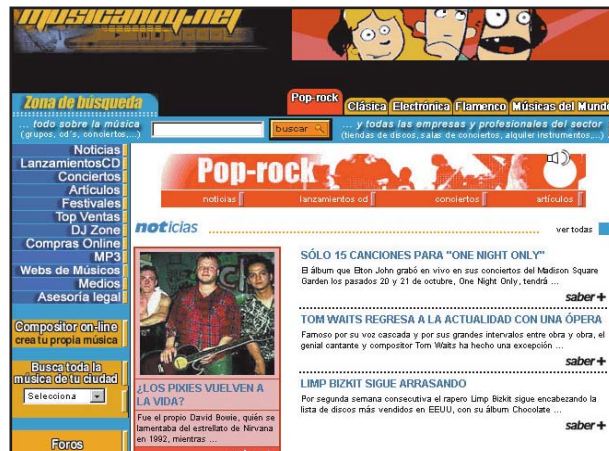 musicahoy.net
Zona de búsqueda
Pop-rock Clásica Electrónica Flamenco Músicas del Mundo
... todo sobre la música
(grupos, cd's, conciertos,...)
buscar
... y todas las empresas y profesionales del sector
(tiendas de discos, salas de conciertos, alquiler instrumentos,...)
Noticias
LanzamientosCD
Conciertos
Artículos
Festivales
Top Ventas
DJ Zone
Compras Online
MP3
Webs de Músicos
Medios
Asesoría legal
Compositor on-line
crea tu propia música
Busca toda la
música de tu ciudad
Selecciona
Foros
Pop-rock
noticias lanzamientos cd conciertos artículos
noticias
ver todas
¿LOS PIXIES VUELVEN A
LA VIDA?
Fue el propio David Bowie, quién se
lamentaba del estrellato de Nirvana
en 1992, mientras ...
SÓLO 15 CANCIONES PARA "ONE NIGHT ONLY"
El álbum que Elton John grabó en vivo en sus conciertos del Madison Square
Garden los pasados 20 y 21 de octubre, One Night Only, tendrá ...
saber+
TOM WAITS REGRESA A LA ACTUALIDAD CON UNA ÓPERA
Famoso por su voz cascada y por sus grandes intervalos entre obra y obra, el
genial cantante y compositor Tom Waits ha hecho una excepción ...
saber+
LIMP BIZKIT SIGUE ARRASANDO
Por segunda semana consecutiva el rapero Limp Bizkit sigue encabezando la
lista de discos más vendidos en EEUU, con su álbum Chocolate ...
saber+